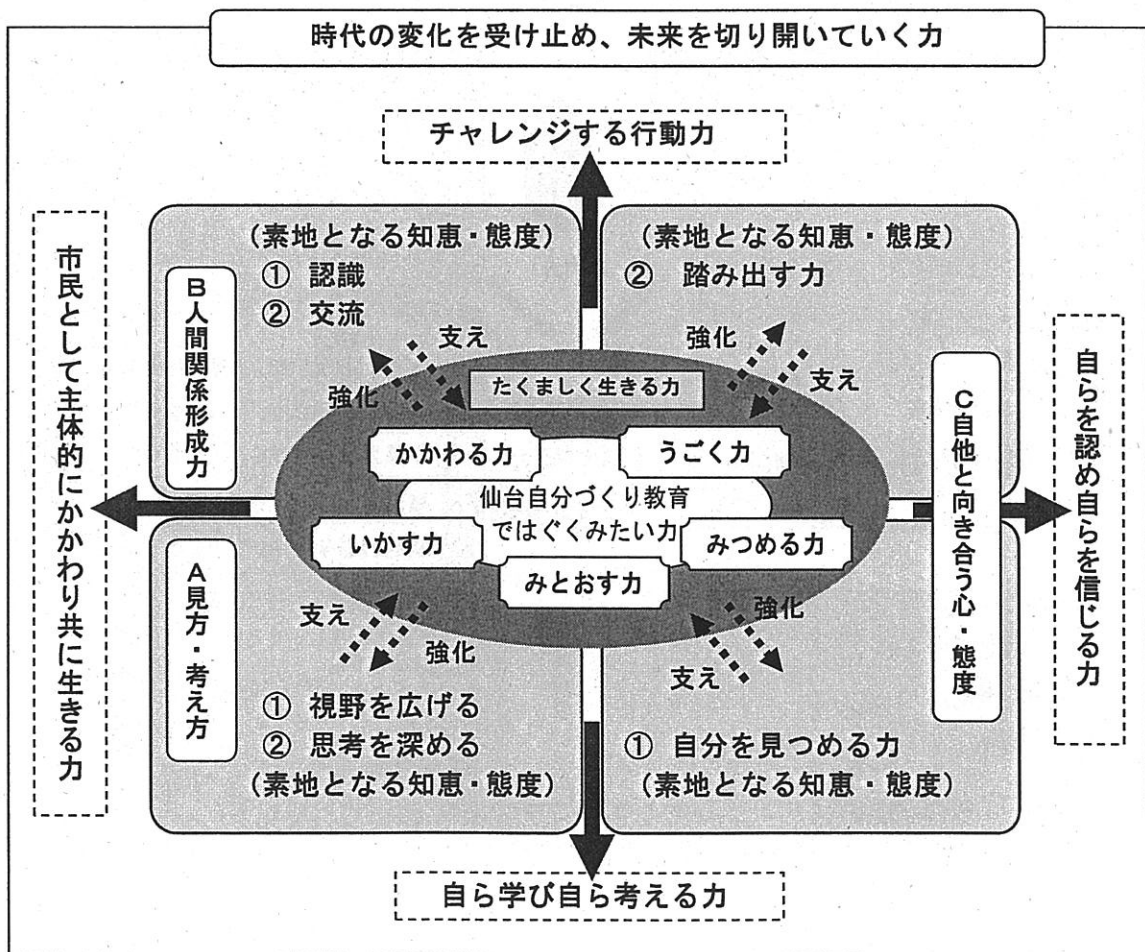 時代の変化を受け止め、未来を切り開いていく力
チャレンジする行動力
市民として主体的にかかわり共に生きる力
B人間関係形成力
(素地となる知恵・態度)
① 認識
② 交流
支え
強化
(素地となる知恵・態度)
② 踏み出す力
強化
支え
たくましく生きる力
かかわる力
うごく力
仙台自分づくり教育
ではぐくみたい力
いかす力
みつめる力
みとおす力
C自他と向き合う心・態度
自らを認め自らを信じる力
A見方・考え方
支え
強化
① 視野を広げる
② 思考を深める
(素地となる知恵・態度)
強化
支え
① 自分を見つめる力
(素地となる知恵・態度)
自ら学び自ら考える力